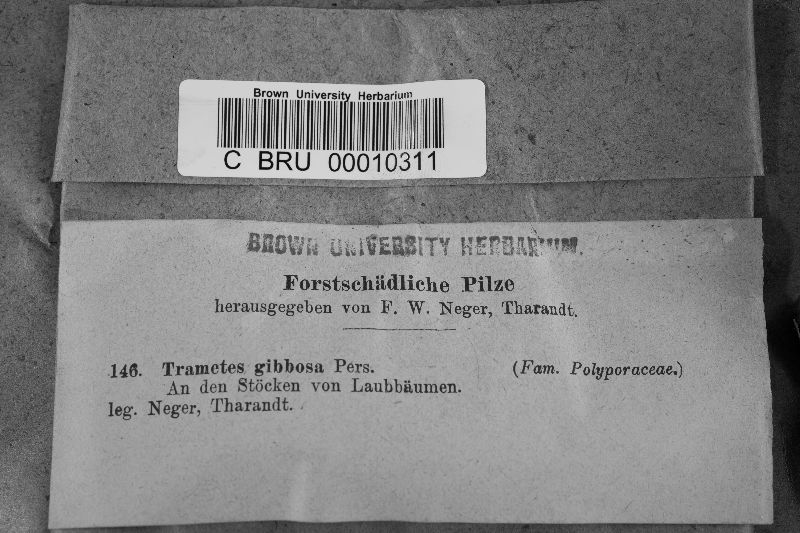 Brown University Herbarium
C BRU 00010311
BROWN UNIVERSITY HERBARIUM.
Forstschädliche Pilze
herausgegeben von F. W. Neger, Tharandt.
146. Trametes gibbosa Pers. (Fam. Polyporaceae.)
An den Stöcken von Laubbäumen.
leg. Neger, Tharandt.